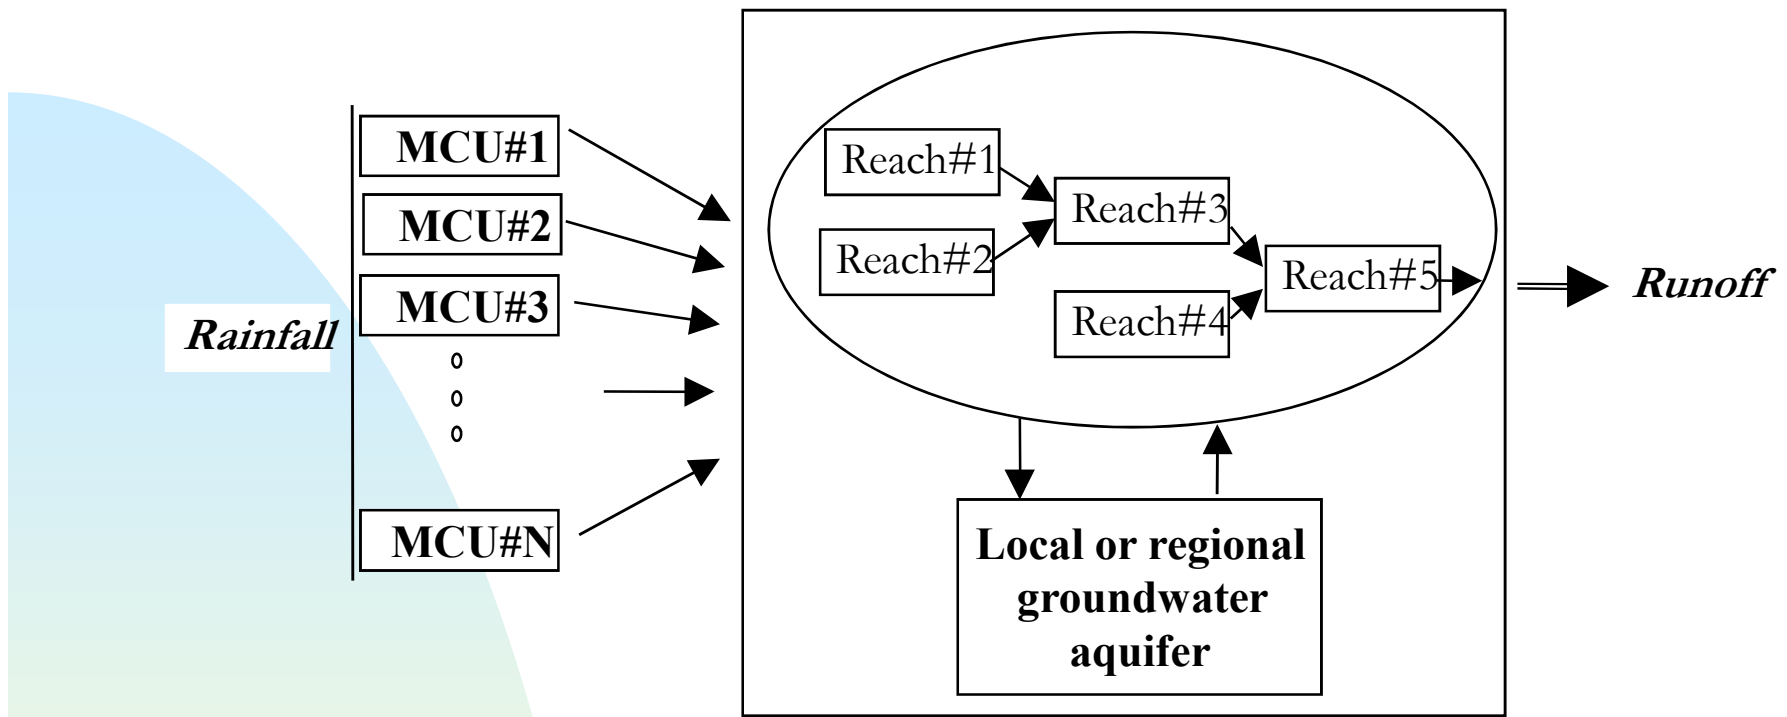 Rainfall
MCU#1
MCU#2
MCU#3
MCU#N
Reach#1
Reach#2
Reach#3
Reach#4
Reach#5
Local or regional
groundwater
aquifer
Runoff